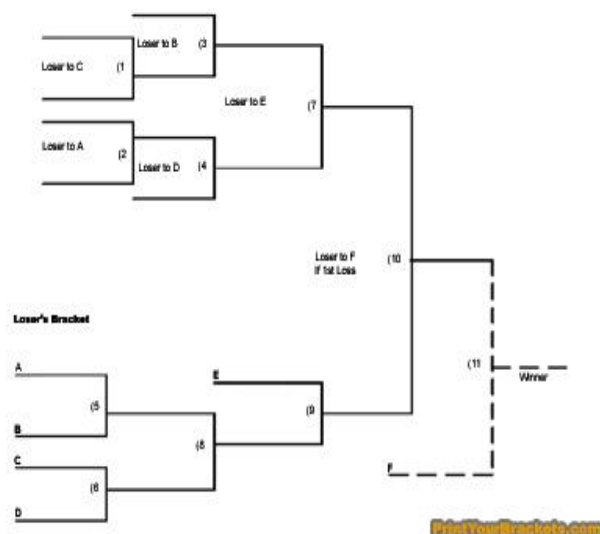 Loser to B (3
Loser to C (1
Loser to E (7
Loser to A (2
Loser to D (4
Loser to F (10
If 1st Loss
Loser's Bracket
(11
A
E
Winner
(5
(9
B
(8
C
F
(6
D
PrintYourBrackets.com